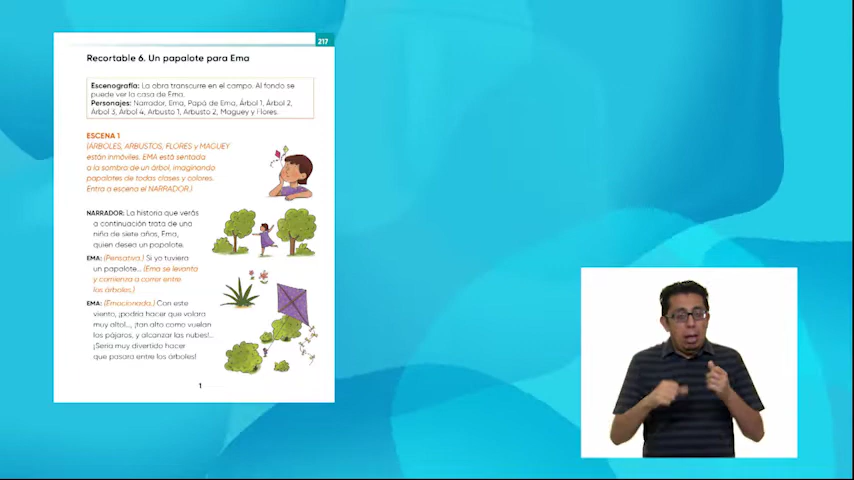 217
Recortable 6. Un papalote para Ema
Escenografía: La obra transcurre en el campo. Al fondo se
puede ver la casa de Ema.
Personajes: Narrador, Ema, Papá de Ema, Árbol 1, Árbol 2,
Árbol 3, Árbol 4, Arbusto 1, Arbusto 2, Maguey y Flores.
ESCENA 1
(ÁRBOLES, ARBUSTOS, FLORES y MAGUEY
están inmóviles. EMA está sentada
a la sombra de un árbol, imaginando
papalotes de todas clases y colores.
Entra a escena el NARRADOR.)
NARRADOR: La historia que verás
a continuación trata de una
niña de siete años, Ema,
quien desea un papalote.
EMA: (Pensativa.) Si yo tuviera
un papalote... (Ema se levanta
y comienza a correr entre
los árboles.)
EMA: (Emocionada.) Con este
viento, ¡podría hacer que volara
muy alto!..., ¡tan alto como vuelan
los pájaros, y alcanzar las nubes!...
¡Sería muy divertido hacer
que pasara entre los árboles!
1